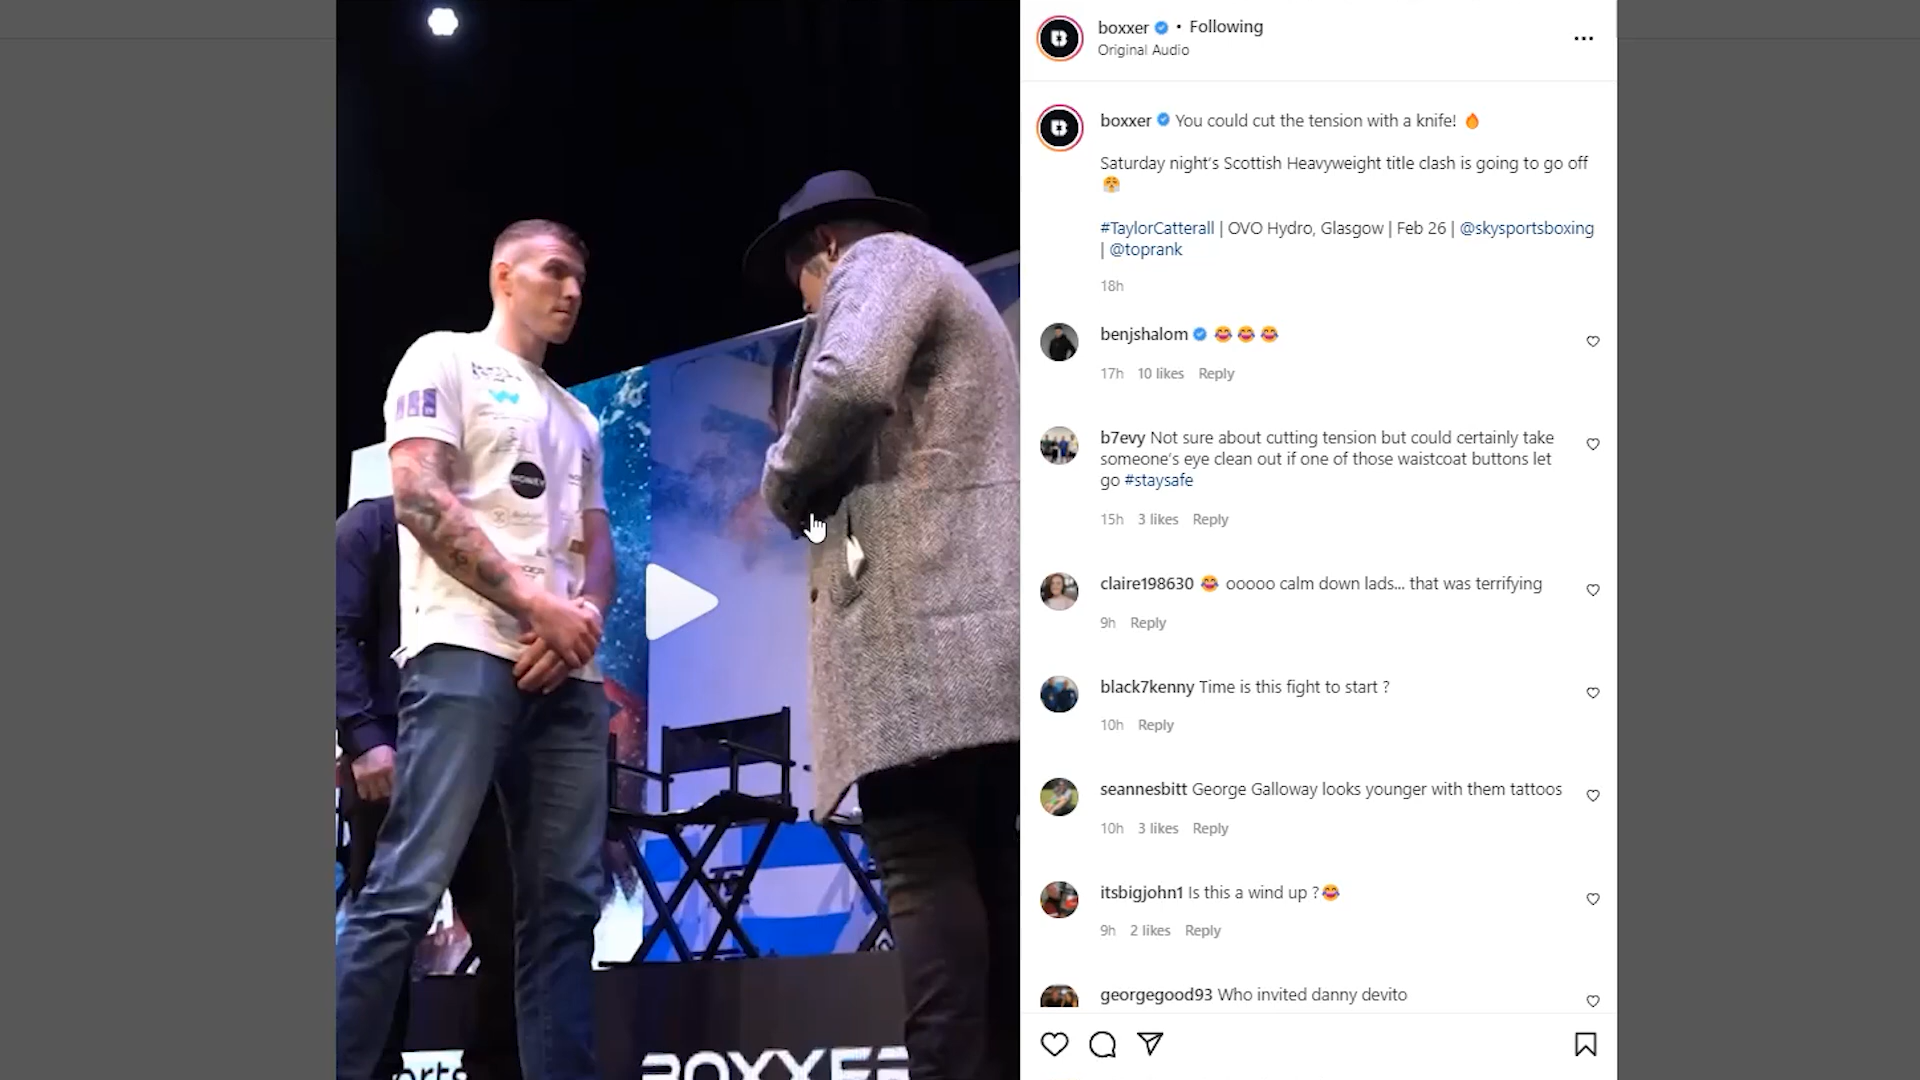 boxxer • Following
Original Audio
boxxer You could cut the tension with a knife! 🔥
Saturday night's Scottish Heavyweight title clash is going to go off
😤
#TaylorCatterall | OVO Hydro, Glasgow | Feb 26 | @skysportsboxing
| @toprank
18h
benjshalom 😂 😂 😂
17h 10 likes Reply
b7evy Not sure about cutting tension but could certainly take
someone's eye clean out if one of those waistcoat buttons let
go #staysafe
15h 3 likes Reply
claire198630 😂 ooooo calm down lads... that was terrifying
9h Reply
black7kenny Time is this fight to start ?
10h Reply
seannesbitt George Galloway looks younger with them tattoos
10h 3 likes Reply
itsbigjohn1 Is this a wind up ?😂
9h 2 likes Reply
georgegood93 Who invited danny devito
MONEY
orts
BOXXER